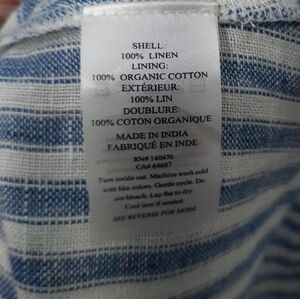 SHELL:
100% LINEN
LINING:
100% ORGANIC COTTON
EXTÉRIEUR:
100% LIN
DOUBLURE:
100% COTON ORGANIQUE
MADE IN INDIA
FABRIQUÉ EN INDE
RN# 140476
CA# 64607
Turn inside out. Machine wash cold
with like colors. Gentle cycle. Do
not bleach. Lay flat to dry.
Cool iron if needed
SEE REVERSE FOR MORE